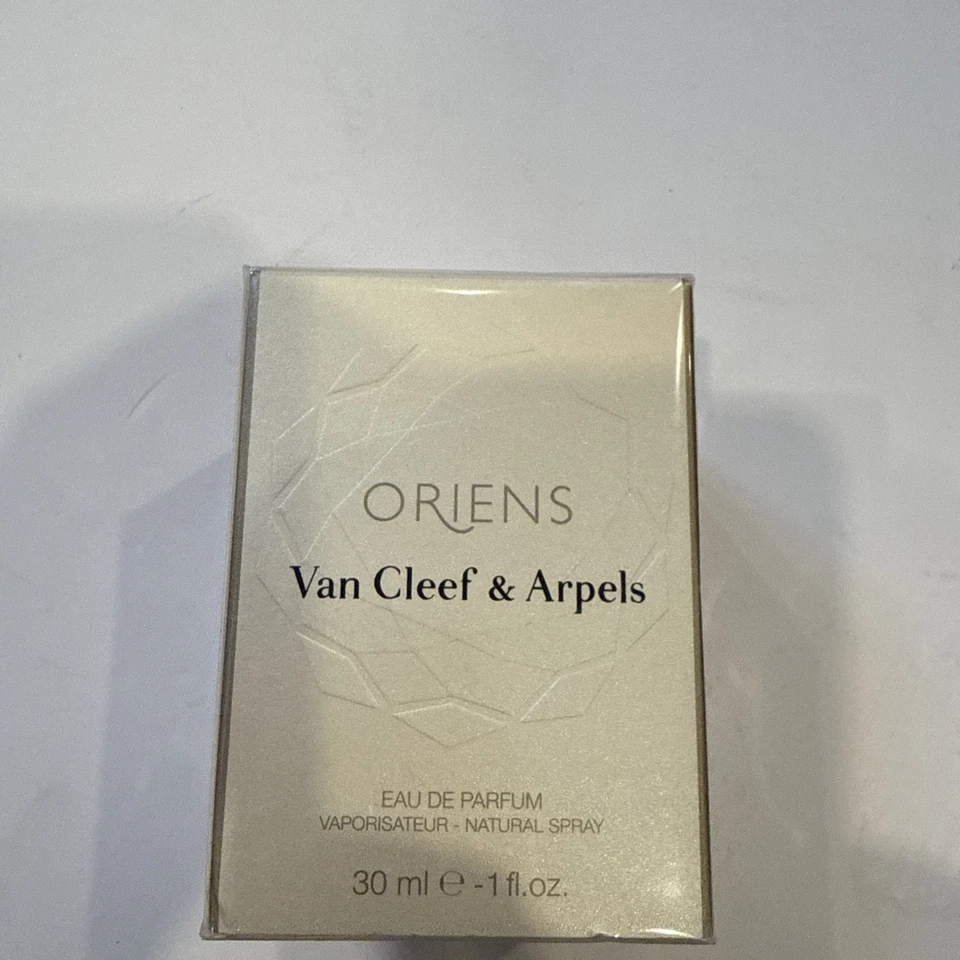 ORIENS
Van Cleef & Arpels
EAU DE PARFUM
VAPORISATEUR - NATURAL SPRAY
30 ml ℮ -1 fl.oz.